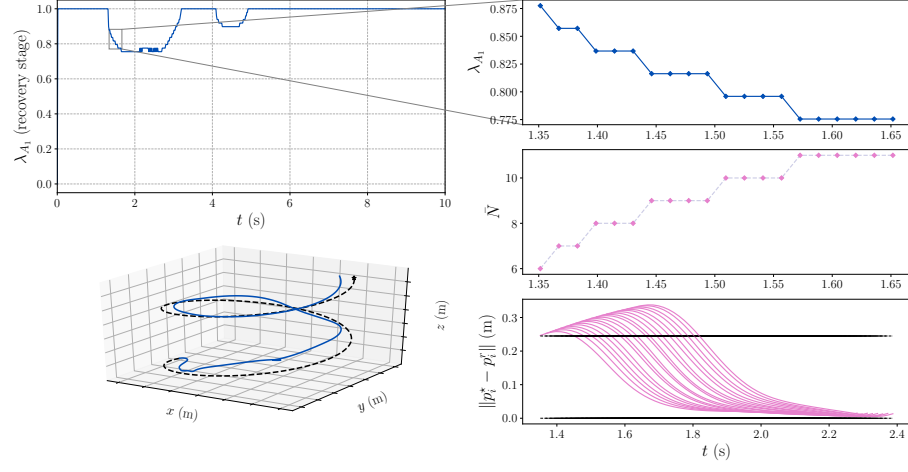 1.0
0.8
0.6
0.4
0.2
0.0
λ_{A_1} (recovery stage)
0 2 4 6 8 10
t (s)
0.875
0.850
0.825
0.800
0.775
λ_{A_1}
1.35 1.40 1.45 1.50 1.55 1.60 1.65
10
8
6
N̄
1.35 1.40 1.45 1.50 1.55 1.60 1.65
x (m)
y (m)
z (m)
0.3
0.2
0.1
0.0
||p_i^⋆ − p_i^r|| (m)
1.4 1.6 1.8 2.0 2.2 2.4
t (s)